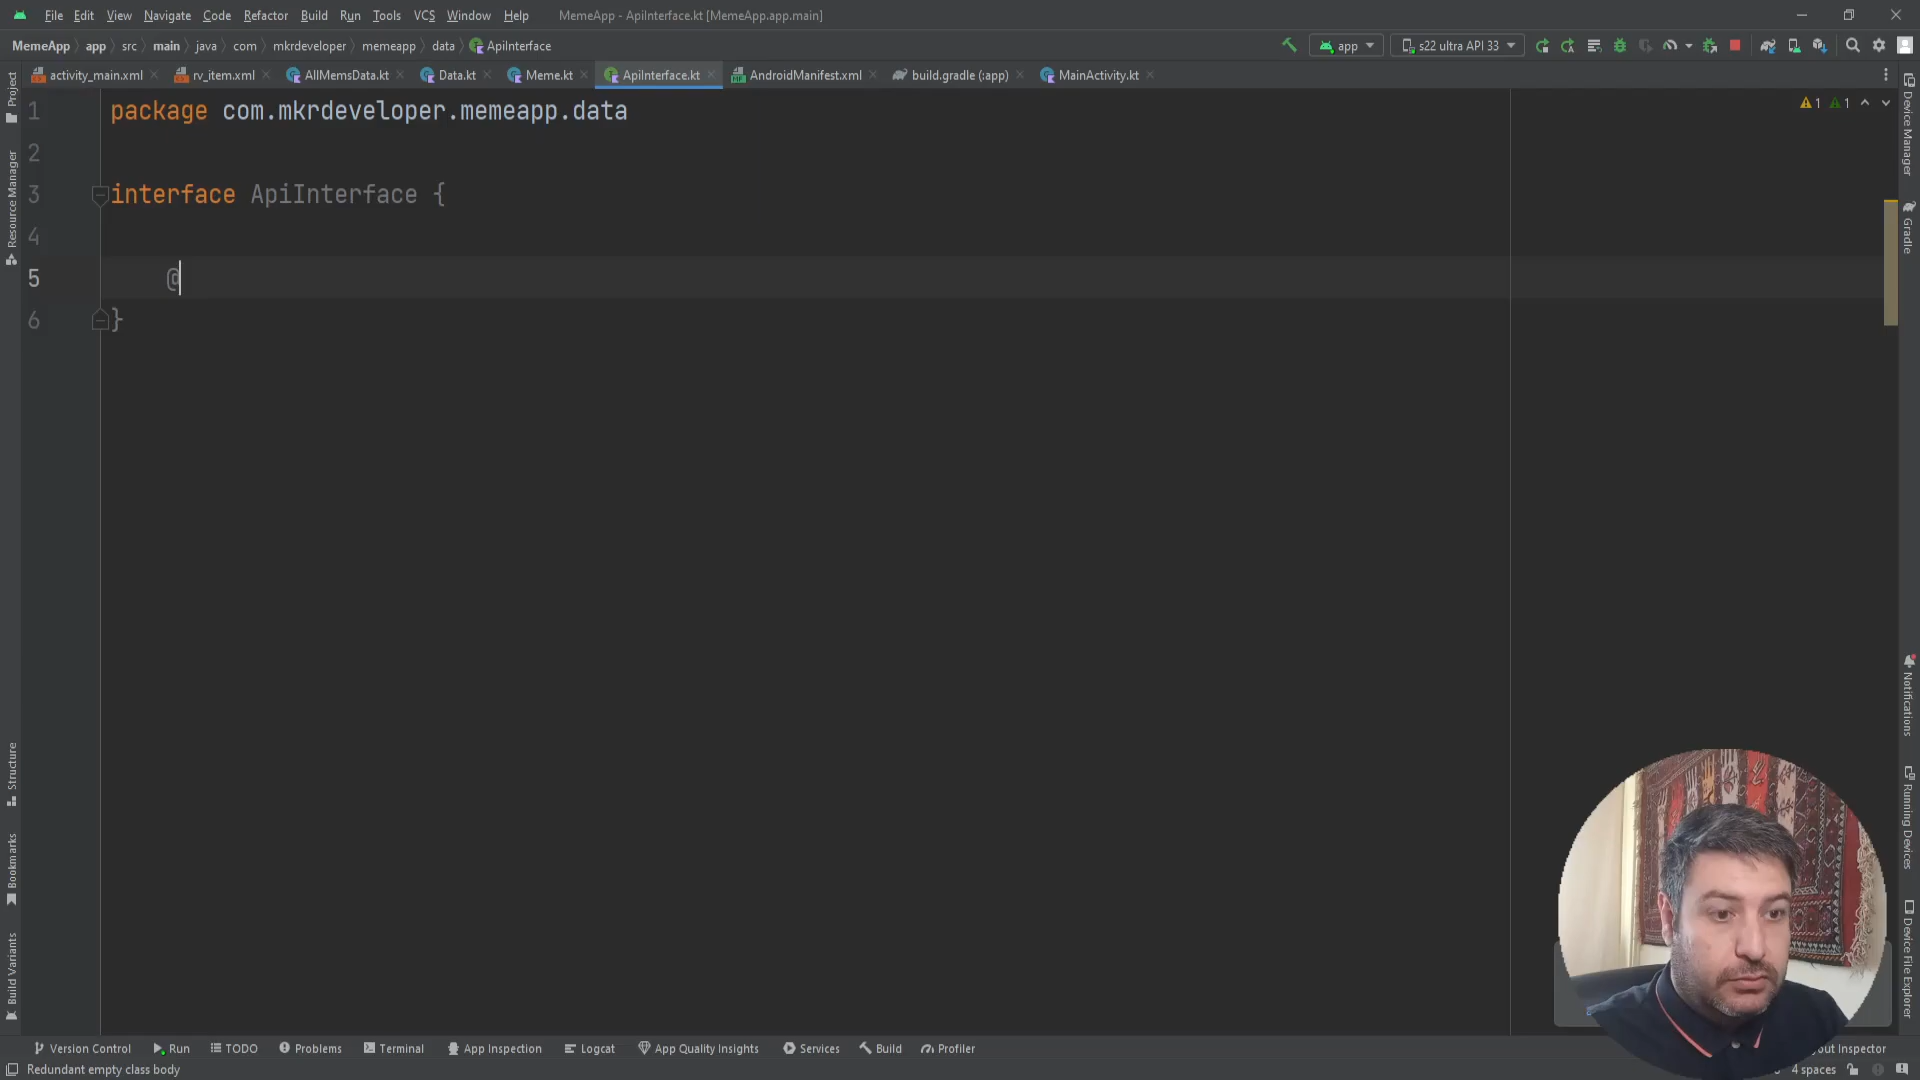 File Edit View Navigate Code Refactor Build Run Tools VCS Window Help MemeApp - ApiInterface.kt [MemeApp.app.main]
MemeApp app src main java com mkrdeveloper memeapp data ApiInterface app s22 ultra API 33
activity_main.xml rv_item.xml AllMemsData.kt Data.kt Meme.kt ApiInterface.kt AndroidManifest.xml build.gradle (:app) MainActivity.kt
1 package com.mkrdeveloper.memeapp.data
2
3 interface ApiInterface {
4
5 @
6 }
1 1
Project
Resource Manager
Structure
Bookmarks
Build Variants
Device Manager
Gradle
Notifications
Running Devices
Device File Explorer
Version Control Run TODO Problems Terminal App Inspection Logcat App Quality Insights Services Build Profiler out Inspector
Redundant empty class body 4 spaces